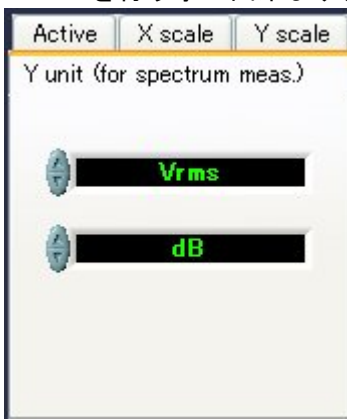 Active X scale Y scale
Y unit (for spectrum meas.)
Vrms
dB